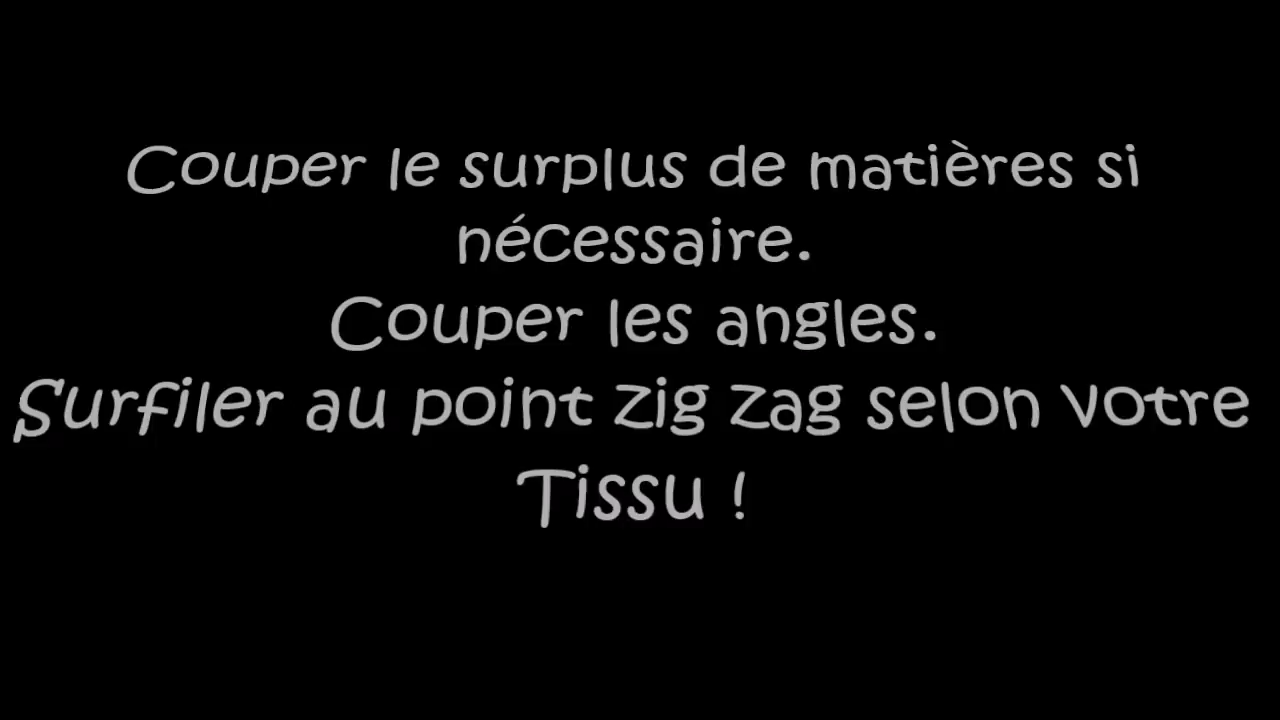 Couper le surplus de matières si
nécessaire.
Couper les angles.
Surfiler au point zig zag selon votre
Tissu !